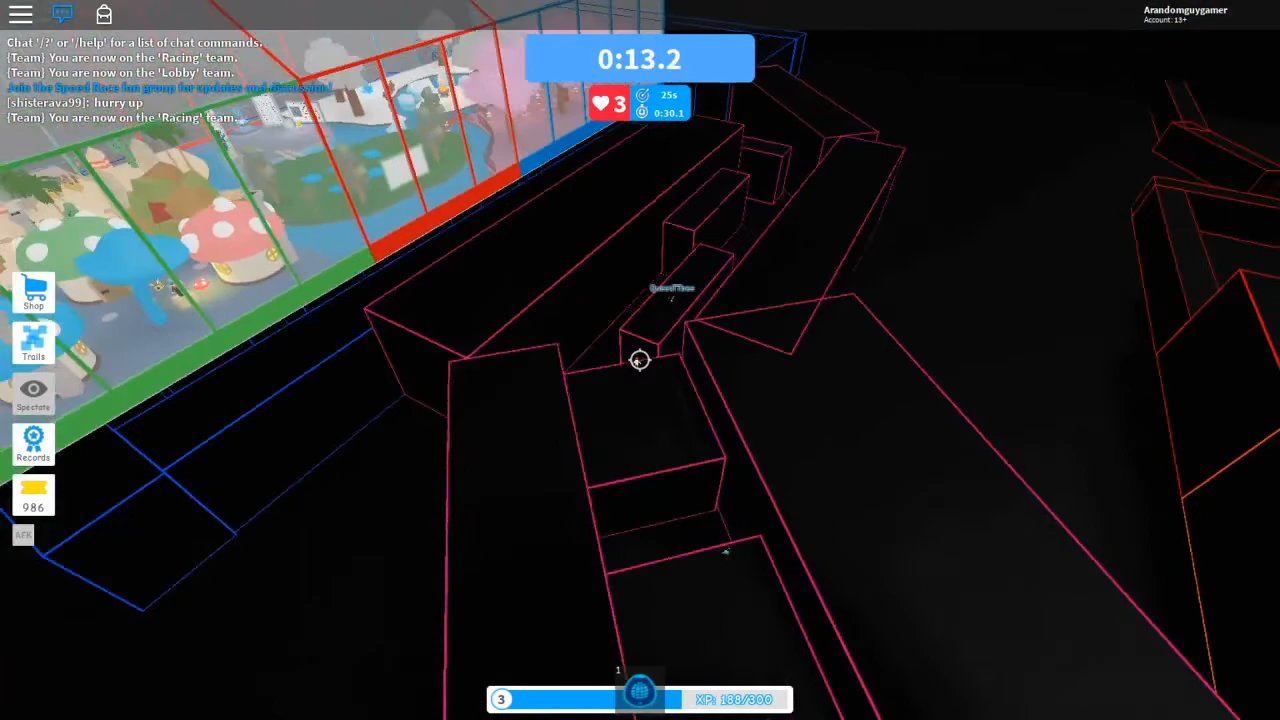 Arandomguygamer
Account: 13+
Chat '/?' or '/help' for a list of chat commands.
{Team} You are now on the 'Racing' team.
{Team} You are now on the 'Lobby' team.
Join the Speed Race fan group for updates and discussion!
[shisterava99]: hurry up
{Team} You are now on the 'Racing' team.
0:13.2
3
25s
0:30.1
Shop
Trails
Spectate
Records
986
AFK
1
3
XP: 188/300